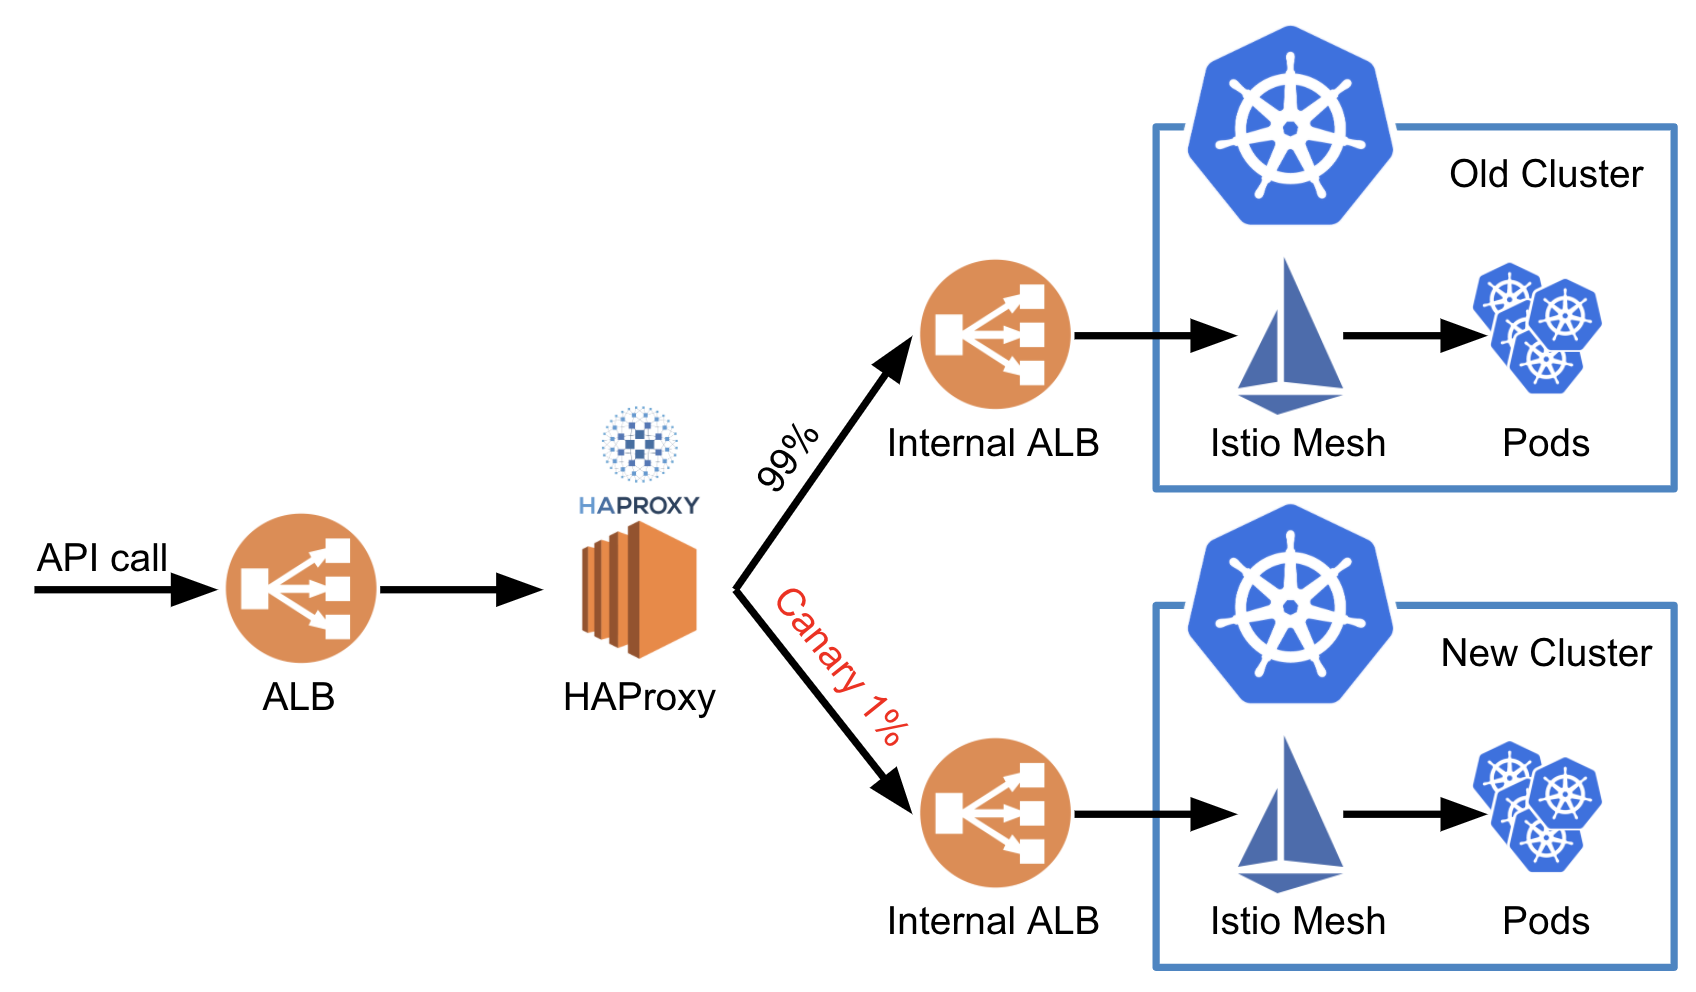 API call
ALB
HAPROXY
HAProxy
99%
Canary 1%
Internal ALB
Old Cluster
Istio Mesh
Pods
Internal ALB
New Cluster
Istio Mesh
Pods